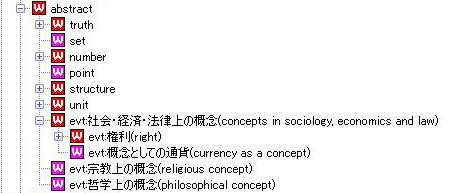 abstract
truth
set
number
point
structure
unit
evt:社会・経済・法律上の概念(concepts in sociology, economics and law)
evt:権利(right)
evt:概念としての通貨(currency as a concept)
evt:宗教上の概念(religious concept)
evt:哲学上の概念(philosophical concept)